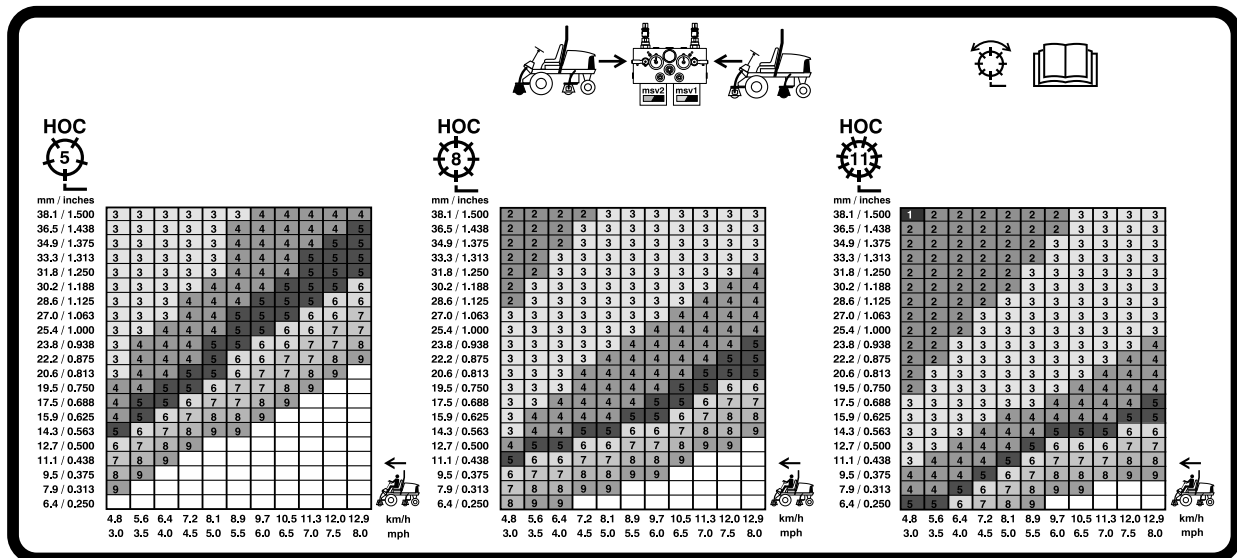 msv2 msv1
HOC
5
mm / inches
38.1 / 1.500 3 3 3 3 3 3 4 4 4 4 4
36.5 / 1.438 3 3 3 3 3 4 4 4 4 4 5
34.9 / 1.375 3 3 3 3 3 4 4 4 4 5 5
33.3 / 1.313 3 3 3 3 3 4 4 4 5 5 5
31.8 / 1.250 3 3 3 3 3 4 4 5 5 5 5
30.2 / 1.188 3 3 3 3 4 4 4 5 5 5 6
28.6 / 1.125 3 3 3 4 4 4 5 5 5 6 6
27.0 / 1.063 3 3 3 4 4 5 5 5 6 6 7
25.4 / 1.000 3 3 4 4 4 5 5 6 6 7 7
23.8 / 0.938 3 4 4 4 5 5 6 6 7 7 8
22.2 / 0.875 3 4 4 4 5 6 6 7 7 8 9
20.6 / 0.813 3 4 4 5 5 6 7 7 8 9
19.5 / 0.750 4 4 5 5 6 7 7 8 9
17.5 / 0.688 4 5 5 6 7 7 8 9
15.9 / 0.625 4 5 6 7 8 8 9
14.3 / 0.563 5 6 7 8 9 9
12.7 / 0.500 6 7 8 9
11.1 / 0.438 7 8 9
9.5 / 0.375 8 9
7.9 / 0.313 9
6.4 / 0.250
4.8 5.6 6.4 7.2 8.1 8.9 9.7 10.5 11.3 12.0 12.9 km/h
3.0 3.5 4.0 4.5 5.0 5.5 6.0 6.5 7.0 7.5 8.0 mph
HOC
8
mm / inches
38.1 / 1.500 2 2 2 2 3 3 3 3 3 3 3
36.5 / 1.438 2 2 2 3 3 3 3 3 3 3 3
34.9 / 1.375 2 2 2 3 3 3 3 3 3 3 3
33.3 / 1.313 2 2 3 3 3 3 3 3 3 3 3
31.8 / 1.250 2 2 3 3 3 3 3 3 3 3 4
30.2 / 1.188 2 3 3 3 3 3 3 3 3 4 4
28.6 / 1.125 2 3 3 3 3 3 3 3 4 4 4
27.0 / 1.063 3 3 3 3 3 3 3 3 4 4 4
25.4 / 1.000 3 3 3 3 3 3 4 4 4 4 4
23.8 / 0.938 3 3 3 3 3 4 4 4 4 4 5
22.2 / 0.875 3 3 3 3 4 4 4 4 4 5 5
20.6 / 0.813 3 3 3 3 4 4 4 4 5 5 5
19.5 / 0.750 3 3 3 4 4 4 4 5 5 6 6
17.5 / 0.688 3 3 4 4 4 5 5 5 6 7 7
15.9 / 0.625 3 4 4 4 4 5 5 6 7 8 8
14.3 / 0.563 3 4 4 5 5 6 6 7 8 8 9
12.7 / 0.500 4 5 5 6 6 7 7 8 9 9
11.1 / 0.438 5 6 6 7 7 8 8 9
9.5 / 0.375 6 7 7 8 8 9 9
7.9 / 0.313 7 8 8 9 9
6.4 / 0.250 8 9 9
4.8 5.6 6.4 7.2 8.1 8.9 9.7 10.5 11.3 12.0 12.9 km/h
3.0 3.5 4.0 4.5 5.0 5.5 6.0 6.5 7.0 7.5 8.0 mph
HOC
11
mm / inches
38.1 / 1.500 1 2 2 2 2 2 2 3 3 3 3
36.5 / 1.438 2 2 2 2 2 2 2 3 3 3 3
34.9 / 1.375 2 2 2 2 2 2 3 3 3 3 3
33.3 / 1.313 2 2 2 2 2 2 3 3 3 3 3
31.8 / 1.250 2 2 2 2 2 3 3 3 3 3 3
30.2 / 1.188 2 2 2 2 2 3 3 3 3 3 3
28.6 / 1.125 2 2 2 2 3 3 3 3 3 3 3
27.0 / 1.063 2 2 2 3 3 3 3 3 3 3 3
25.4 / 1.000 2 2 2 3 3 3 3 3 3 3 3
23.8 / 0.938 2 2 3 3 3 3 3 3 3 3 4
22.2 / 0.875 2 3 3 3 3 3 3 3 3 4 4
20.6 / 0.813 2 3 3 3 3 3 3 3 4 4 4
19.5 / 0.750 2 3 3 3 3 3 3 4 4 4 4
17.5 / 0.688 3 3 3 3 3 3 4 4 4 4 5
15.9 / 0.625 3 3 3 3 4 4 4 4 4 5 5
14.3 / 0.563 3 3 3 4 4 4 5 5 5 6 6
12.7 / 0.500 3 3 4 4 4 5 6 6 6 7 7
11.1 / 0.438 3 4 4 4 5 6 6 7 7 8 8
9.5 / 0.375 4 4 4 5 6 7 8 8 8 9 9
7.9 / 0.313 4 4 5 6 7 8 9 9
6.4 / 0.250 5 5 6 7 8 9
4.8 5.6 6.4 7.2 8.1 8.9 9.7 10.5 11.3 12.0 12.9 km/h
3.0 3.5 4.0 4.5 5.0 5.5 6.0 6.5 7.0 7.5 8.0 mph